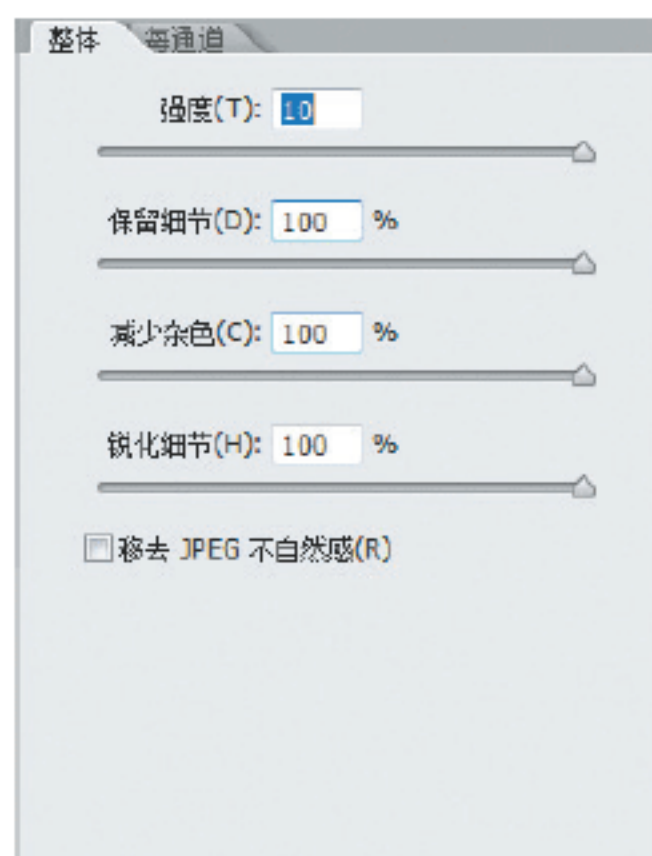 整体 每通道
强度(T): 10
保留细节(D): 100 %
减少杂色(C): 100 %
锐化细节(H): 100 %
移去 JPEG 不自然感(R)